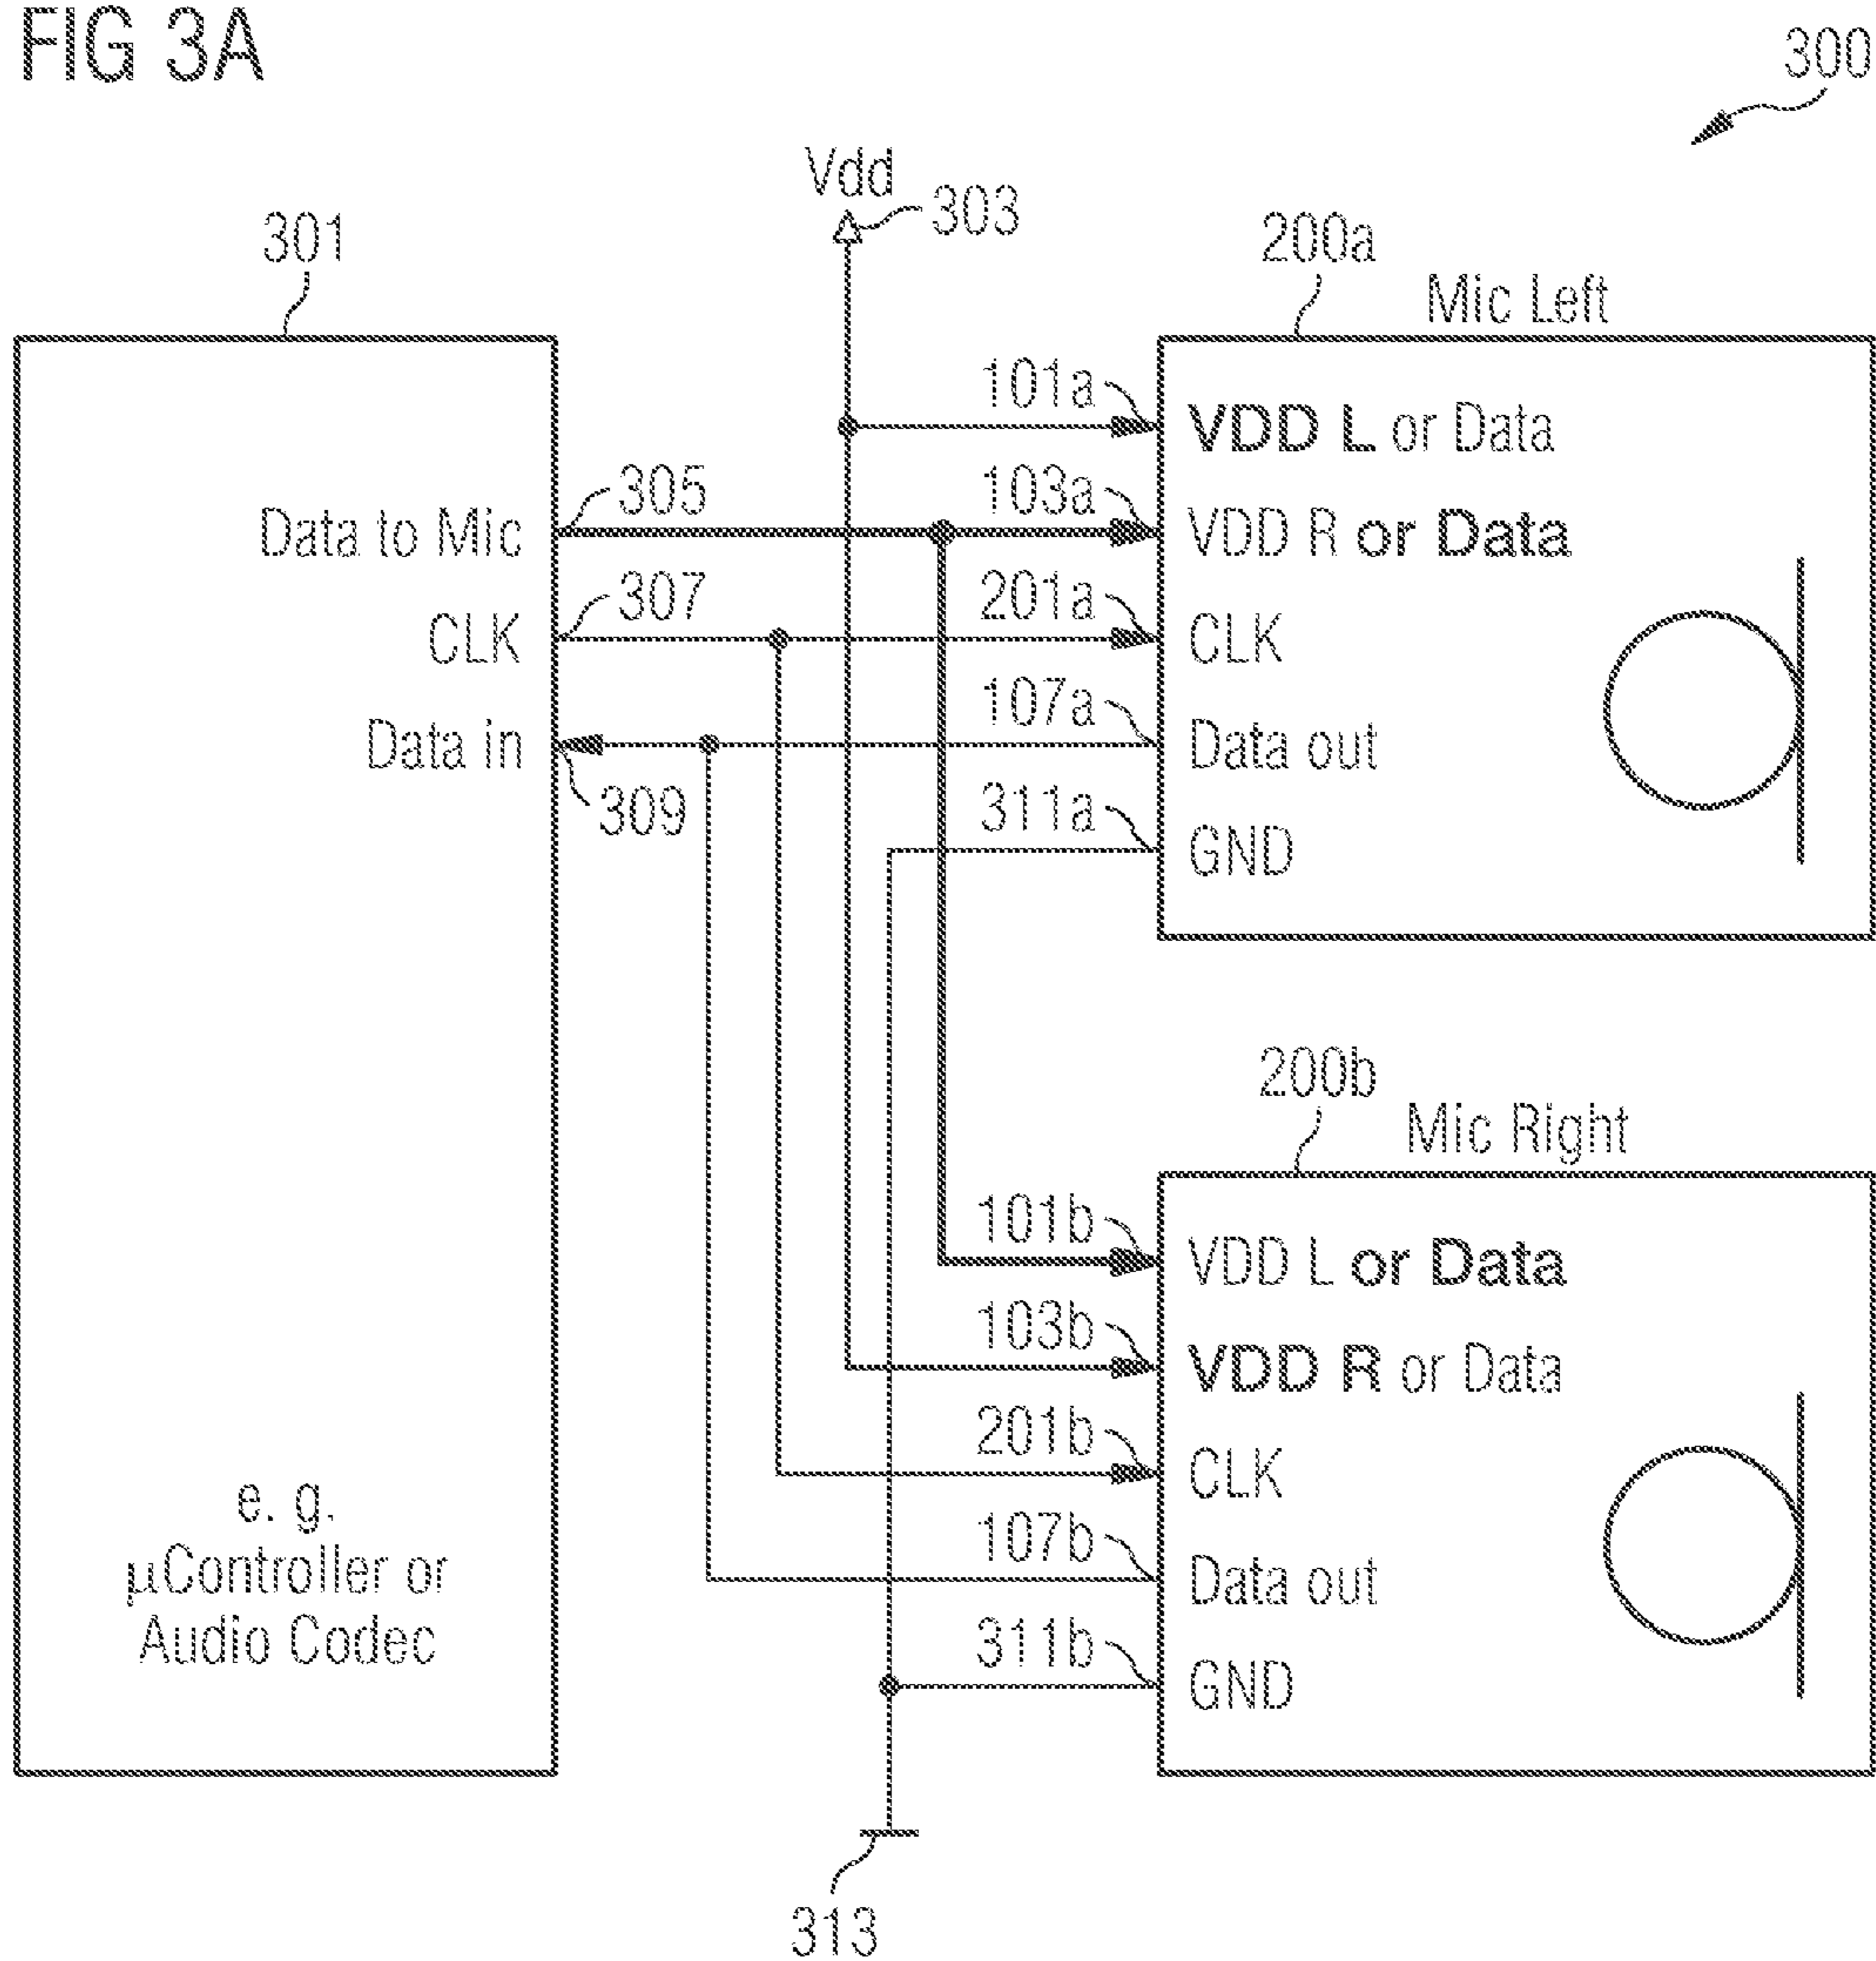 FIG 3A
300
Vdd
303
301
200a
Mic Left
101a
VDD L or Data
305
103a
Data to Mic
VDD R or Data
307
201a
CLK
CLK
107a
Data in
Data out
309
311a
GND
200b
Mic Right
101b
VDD L or Data
103b
VDD R or Data
201b
CLK
107b
Data out
311b
GND
e. g.
µController or
Audio Codec
313